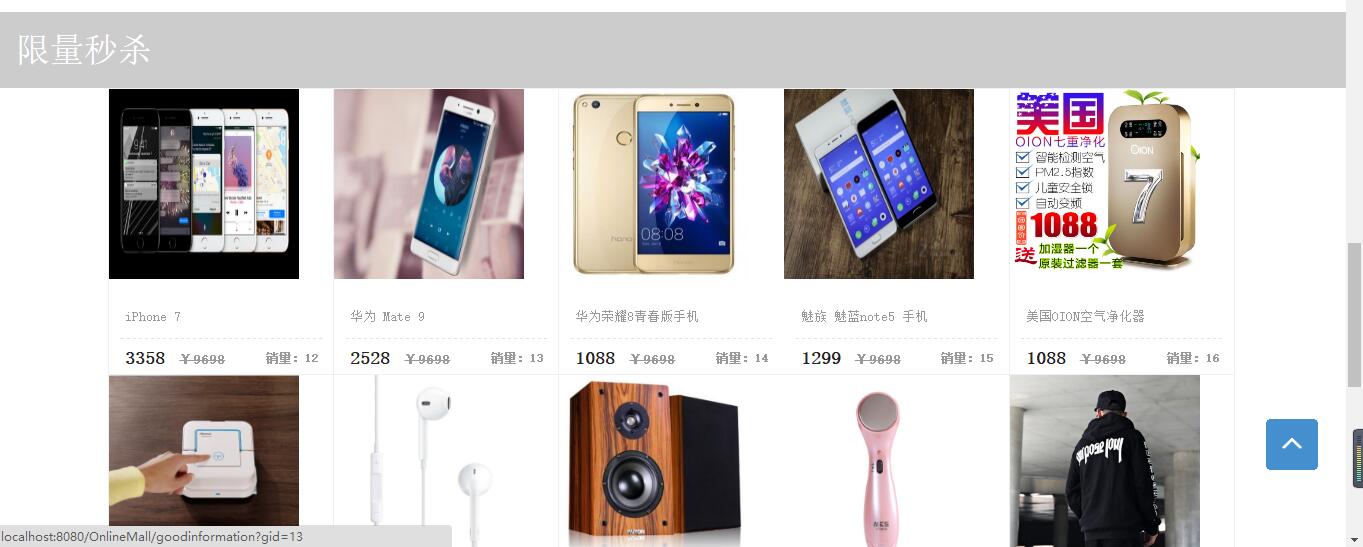 限量秒杀
美国
OION七重净化
智能检测空气
PM2.5指数
儿童安全锁
自动变频
1088
送
加湿器一个
原装过滤器一套
OION
7
08:08
honor
iPhone 7
华为 Mate 9
华为荣耀8青春版手机
魅族 魅蓝note5 手机
美国OION空气净化器
3358 ￥9698 销量: 12
2528 ￥9698 销量: 13
1088 ￥9698 销量: 14
1299 ￥9698 销量: 15
1088 ￥9698 销量: 16
localhost:8080/OnlineMall/goodinformation?gid=13